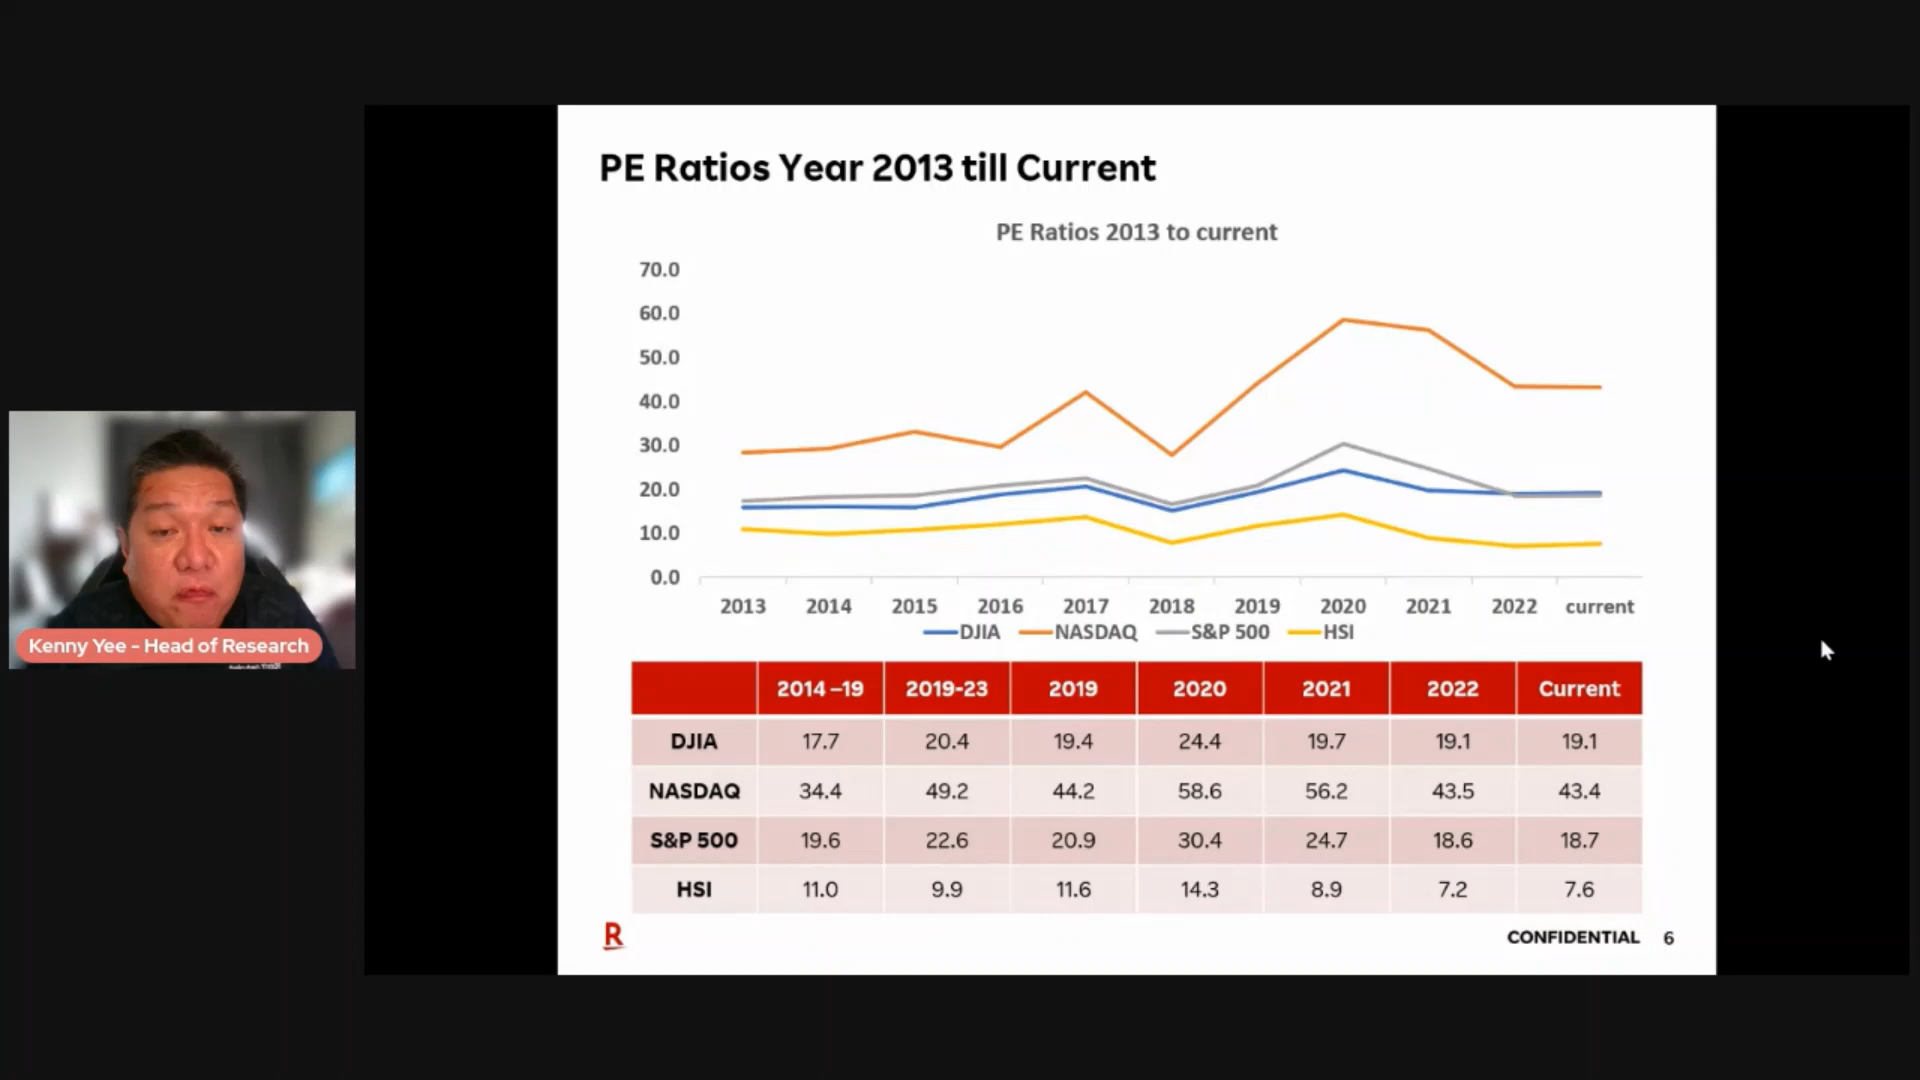 PE Ratios Year 2013 till Current
PE Ratios 2013 to current
70.0
60.0
50.0
40.0
30.0
20.0
10.0
0.0
2013 2014 2015 2016 2017 2018 2019 2020 2021 2022 current
DJIA NASDAQ S&P 500 HSI
2014 –19 2019-23 2019 2020 2021 2022 Current
DJIA 17.7 20.4 19.4 24.4 19.7 19.1 19.1
NASDAQ 34.4 49.2 44.2 58.6 56.2 43.5 43.4
S&P 500 19.6 22.6 20.9 30.4 24.7 18.6 18.7
HSI 11.0 9.9 11.6 14.3 8.9 7.2 7.6
R
CONFIDENTIAL 6
Kenny Yee - Head of Research